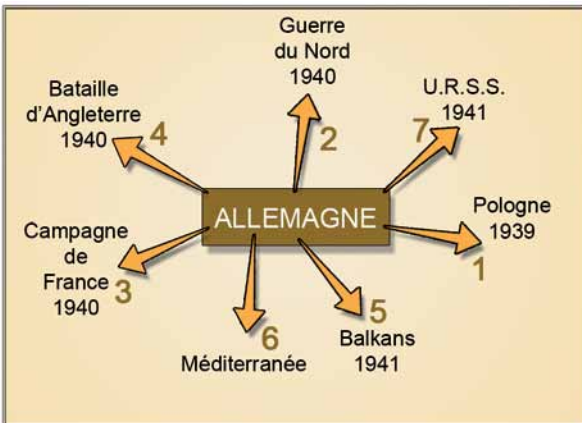 Guerre
du Nord
1940
Bataille
d'Angleterre
1940
4
2
7
U.R.S.S.
1941
ALLEMAGNE
Campagne
de
France
1940
3
Pologne
1939
1
6
Méditerranée
5
Balkans
1941